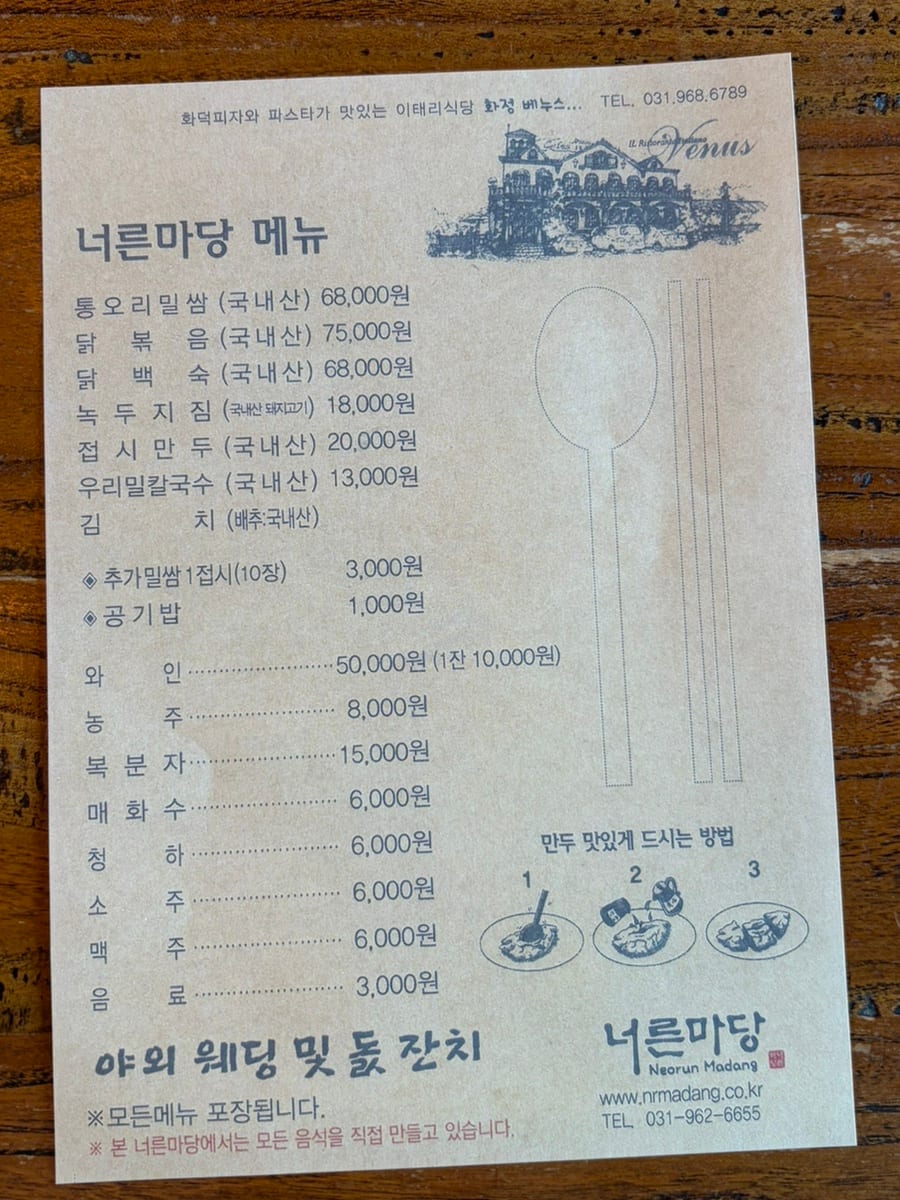 화덕피자와 파스타가 맛있는 이태리식당 화정 베누스... TEL. 031.968.6789
Venus
너른마당 메뉴
통오리밀쌈 (국내산) 68,000원
닭볶음 (국내산) 75,000원
닭백숙 (국내산) 68,000원
녹두지짐 (국내산 돼지고기) 18,000원
접시만두 (국내산) 20,000원
우리밀칼국수 (국내산) 13,000원
김치 (배추:국내산)
◈ 추가밀쌈1접시(10장) 3,000원
◈ 공기밥 1,000원
와인 ···················· 50,000원 (1잔 10,000원)
농주 ···················· 8,000원
복분자 ···················· 15,000원
매화수 ···················· 6,000원
청하 ···················· 6,000원
소주 ···················· 6,000원
맥주 ···················· 6,000원
음료 ···················· 3,000원
만두 맛있게 드시는 방법
1 2 3
야외 웨딩 및 돐 잔치
※모든메뉴 포장됩니다.
※ 본 너른마당에서는 모든 음식을 직접 만들고 있습니다.
너른마당
Neorun Madang
www.nrmadang.co.kr
TEL. 031-962-6655